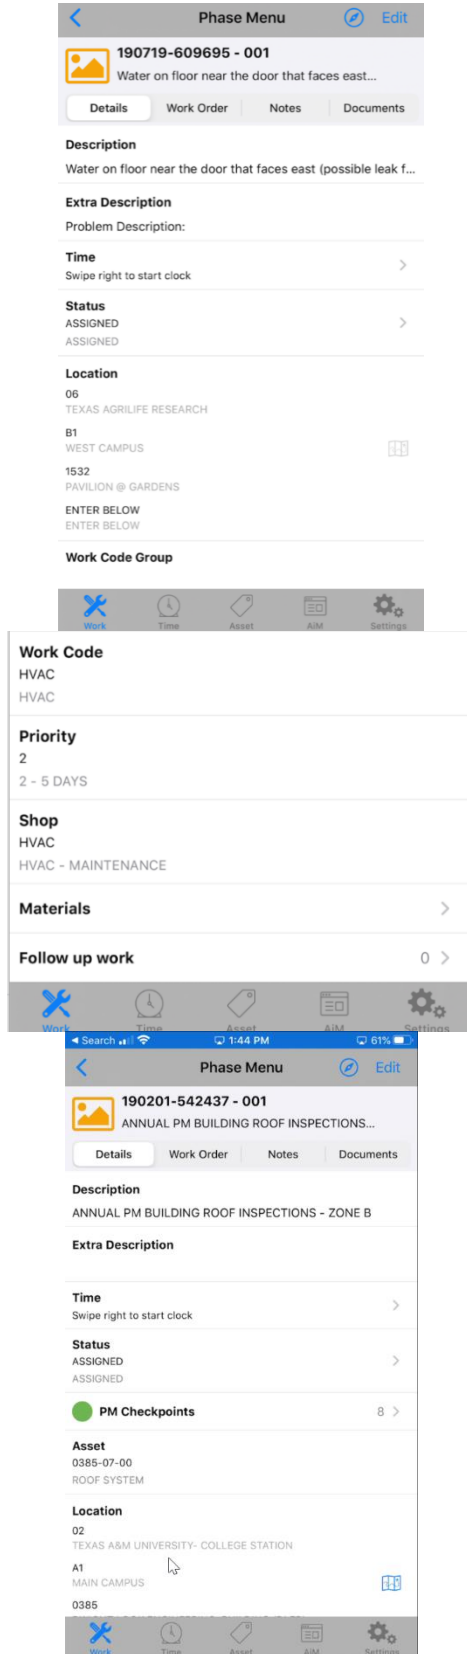 Phase Menu
Edit
190719-609695 - 001
Water on floor near the door that faces east...
Details
Work Order
Notes
Documents
Description
Water on floor near the door that faces east (possible leak f...
Extra Description
Problem Description:
Time
Swipe right to start clock
Status
ASSIGNED
ASSIGNED
Location
06
TEXAS AGRILIFE RESEARCH
B1
WEST CAMPUS
1532
PAVILION @ GARDENS
ENTER BELOW
ENTER BELOW
Work Code Group
Work
Time
Asset
AiM
Settings
Work Code
HVAC
HVAC
Priority
2
2 - 5 DAYS
Shop
HVAC
HVAC - MAINTENANCE
Materials
Follow up work
0
Work
Time
Asset
AiM
Settings
Search
1:44 PM
61%
Phase Menu
Edit
190201-542437 - 001
ANNUAL PM BUILDING ROOF INSPECTIONS...
Details
Work Order
Notes
Documents
Description
ANNUAL PM BUILDING ROOF INSPECTIONS - ZONE B
Extra Description
Time
Swipe right to start clock
Status
ASSIGNED
ASSIGNED
PM Checkpoints
8
Asset
0385-07-00
ROOF SYSTEM
Location
02
TEXAS A&M UNIVERSITY- COLLEGE STATION
A1
MAIN CAMPUS
0385
Work
Time
Asset
AiM
Settings